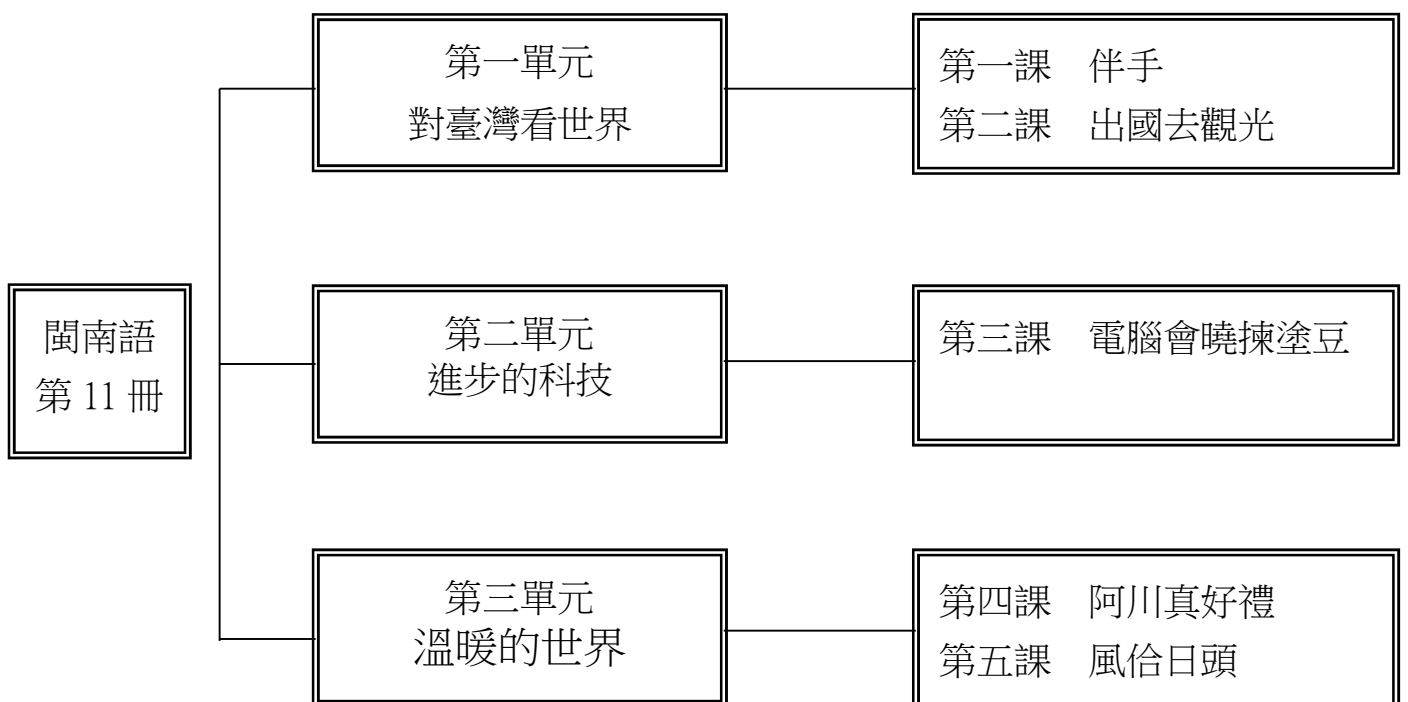 閩南語
第 11 冊
第一單元
對臺灣看世界
第一課　伴手
第二課　出國去觀光
第二單元
進步的科技
第三課　電腦會曉揀塗豆
第三單元
溫暖的世界
第四課　阿川真好禮
第五課　風佮日頭